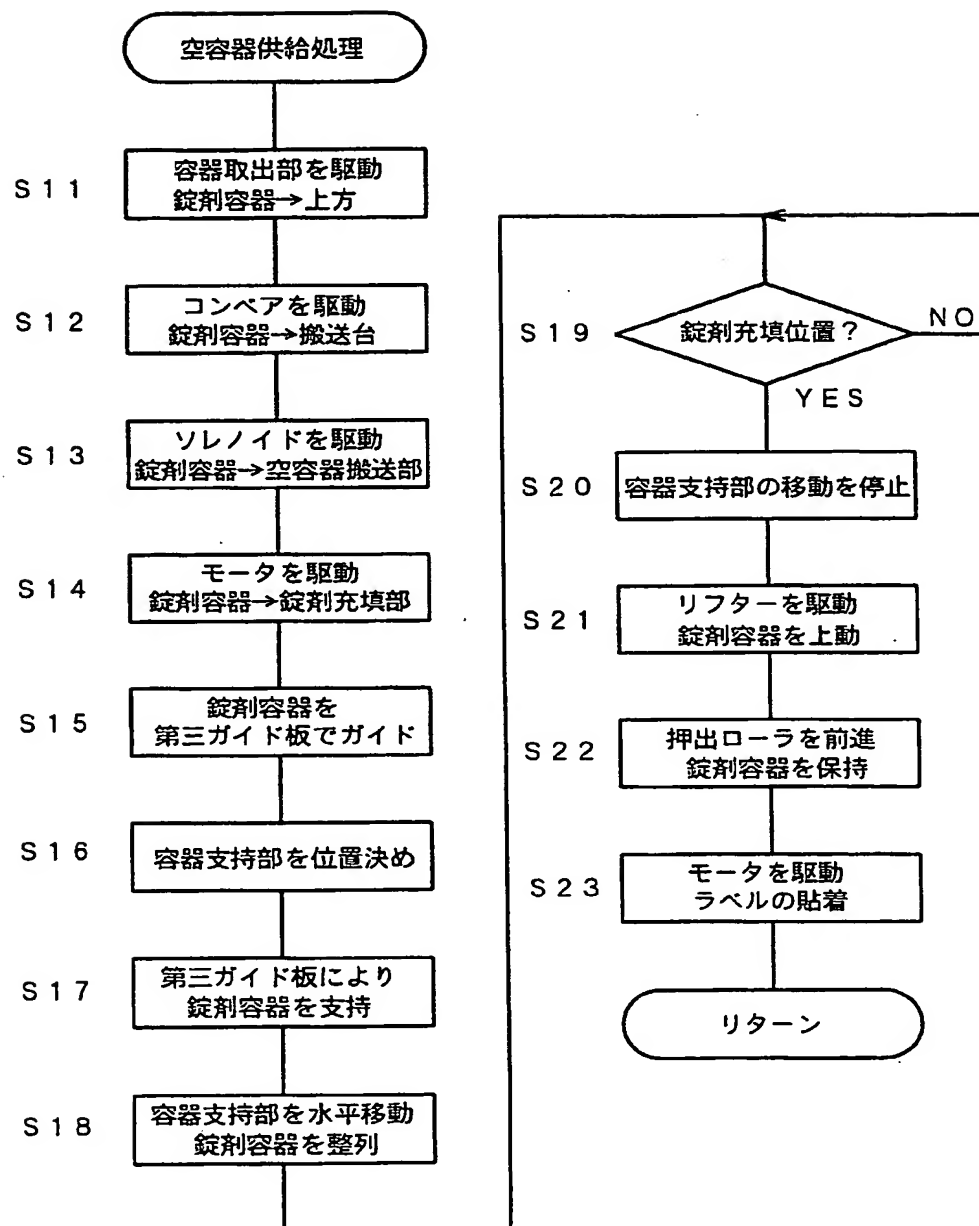 空容器供給処理
S11
容器取出部を駆動
錠剤容器→上方
S12
コンベアを駆動
錠剤容器→搬送台
S13
ソレノイドを駆動
錠剤容器→空容器搬送部
S14
モータを駆動
錠剤容器→錠剤充填部
S15
錠剤容器を
第三ガイド板でガイド
S16
容器支持部を位置決め
S17
第三ガイド板により
錠剤容器を支持
S18
容器支持部を水平移動
錠剤容器を整列
S19
錠剤充填位置？
NO
YES
S20
容器支持部の移動を停止
S21
リフターを駆動
錠剤容器を上動
S22
押出ローラを前進
錠剤容器を保持
S23
モータを駆動
ラベルの貼着
リターン